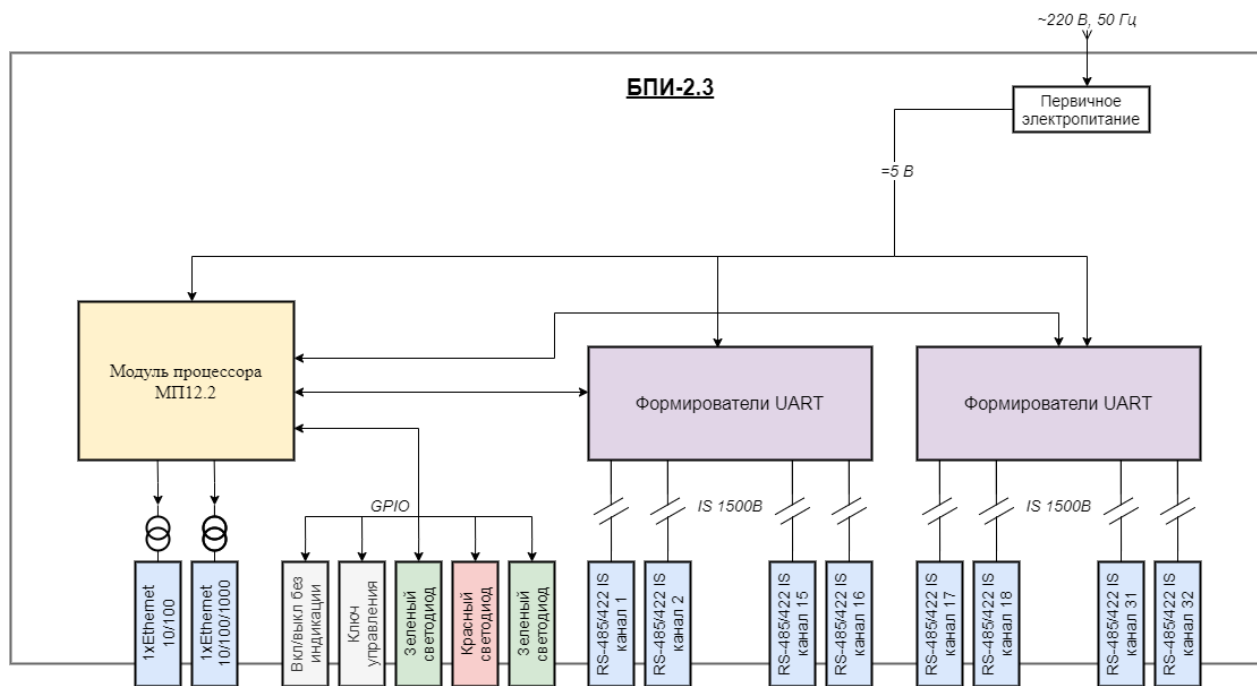 ~220 В, 50 Гц
БПИ-2.3
Первичное
электропитание
=5 В
Модуль процессора
МП12.2
Формирователи UART
Формирователи UART
GPIO
IS 1500В
IS 1500В
1xEthernet
10/100
1xEthernet
10/100/1000
Вкл/выкл без
индикации
Ключ
управления
Зеленый
светодиод
Красный
светодиод
Зеленый
светодиод
RS-485/422 IS
канал 1
RS-485/422 IS
канал 2
RS-485/422 IS
канал 15
RS-485/422 IS
канал 16
RS-485/422 IS
канал 17
RS-485/422 IS
канал 18
RS-485/422 IS
канал 31
RS-485/422 IS
канал 32